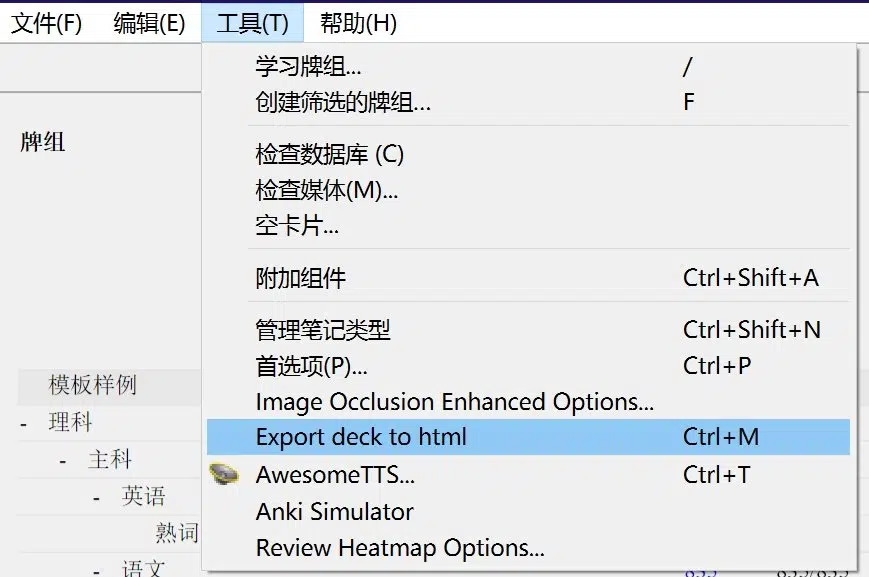 文件(F) 编辑(E) 工具(T) 帮助(H)
学习牌组... /
创建筛选的牌组... F
牌组
检查数据库 (C)
检查媒体(M)...
空卡片...
附加组件 Ctrl+Shift+A
管理笔记类型 Ctrl+Shift+N
首选项(P)... Ctrl+P
模板样例
Image Occlusion Enhanced Options...
- 理科
Export deck to html Ctrl+M
- 主科
AwesomeTTS... Ctrl+T
- 英语
Anki Simulator
熟词
Review Heatmap Options...
- 语文